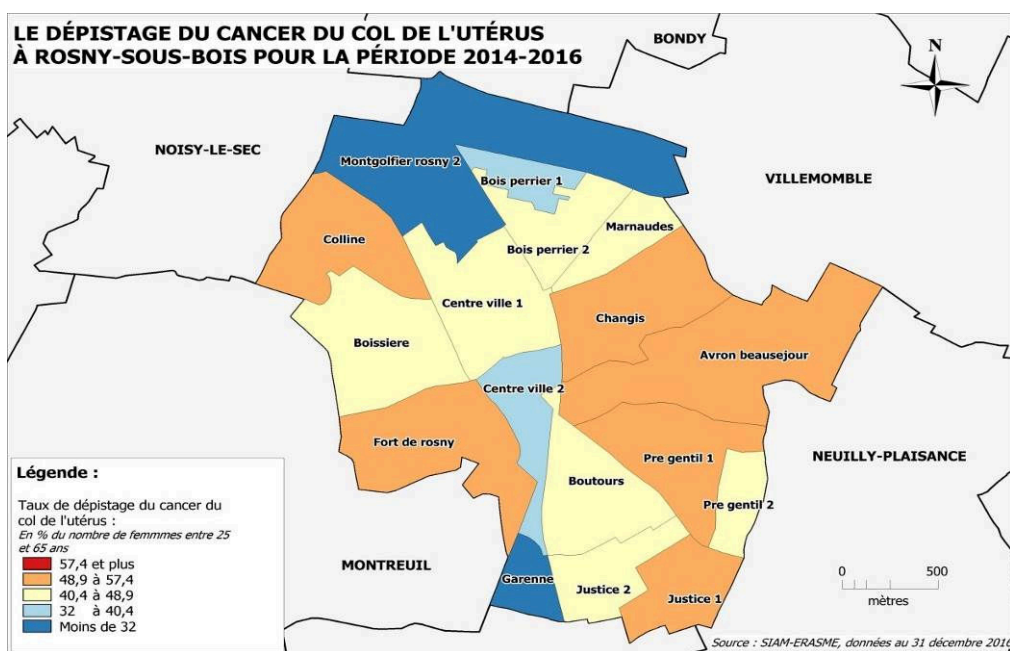 LE DÉPISTAGE DU CANCER DU COL DE L'UTÉRUS
À ROSNY-SOUS-BOIS POUR LA PÉRIODE 2014-2016
BONDY
N
NOISY-LE-SEC
Montgolfier rosny 2
Bois perrier 1
VILLEMOMBLE
Colline
Marnaudes
Bois perrier 2
Centre ville 1
Changis
Boissiere
Avron beausejour
Centre ville 2
Fort de rosny
Pre gentil 1
NEUILLY-PLAISANCE
Boutours
Pre gentil 2
MONTREUIL
Garenne
Justice 2
Justice 1
Légende :
Taux de dépistage du cancer du
col de l'utérus :
En % du nombre de femmmes entre 25
et 65 ans
57,4 et plus
48,9 à 57,4
40,4 à 48,9
32 à 40,4
Moins de 32
0 500
mètres
Source : SIAM-ERASME, données au 31 décembre 2016